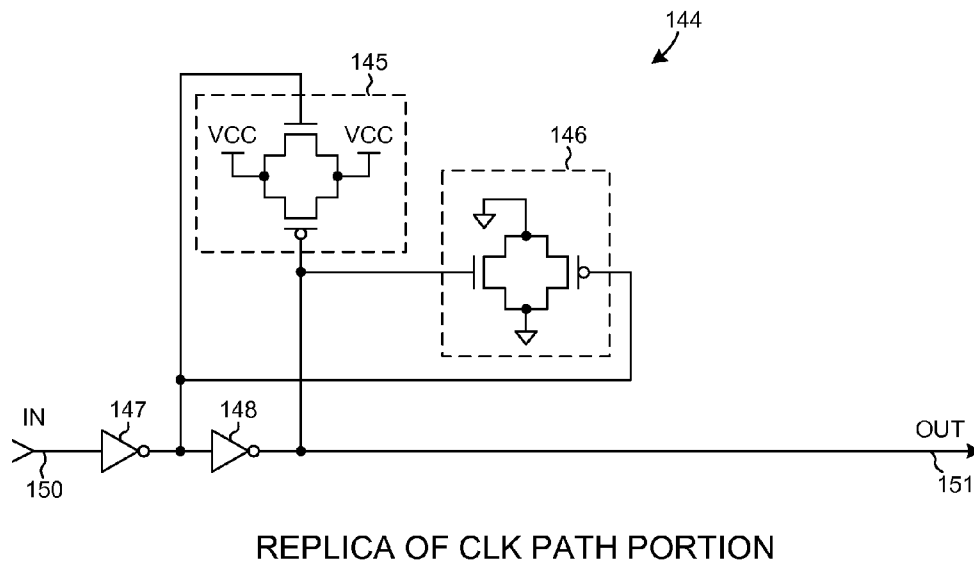 144
145
VCC VCC
146
IN 147 148 OUT
150 151
REPLICA OF CLK PATH PORTION